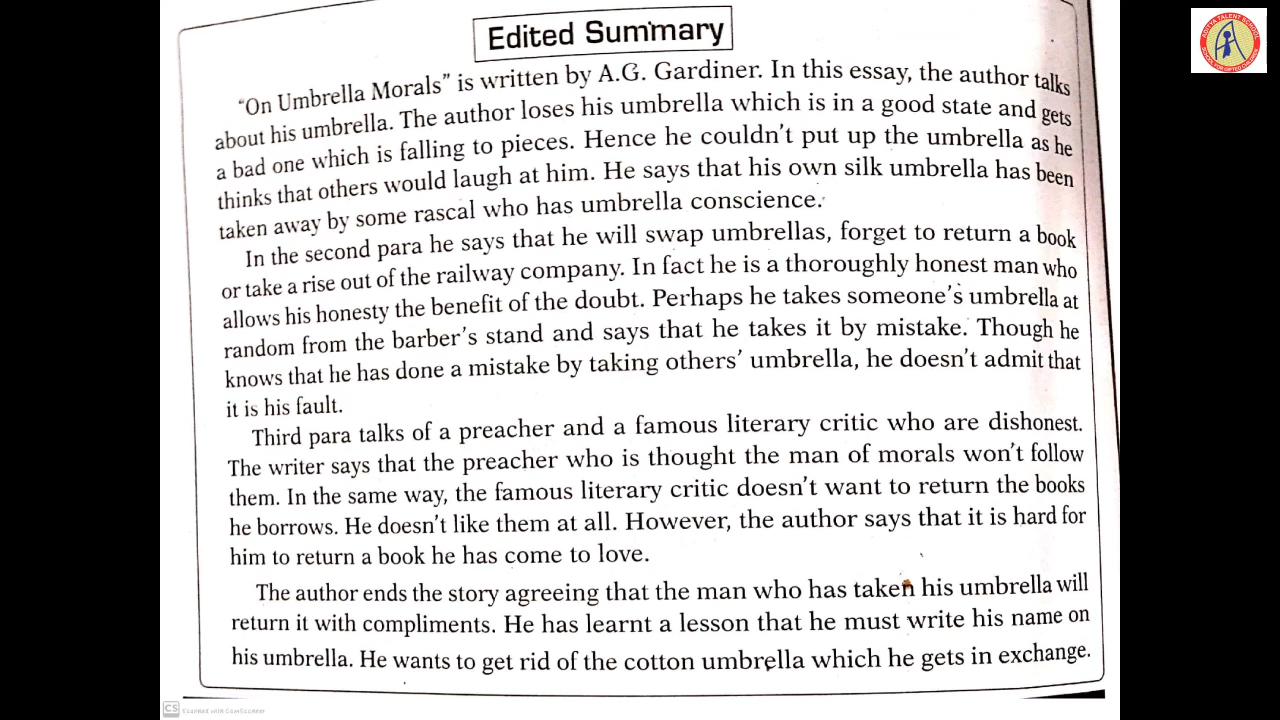 Edited Summary
"On Umbrella Morals" is written by A.G. Gardiner. In this essay, the author talks
about his umbrella. The author loses his umbrella which is in a good state and gets
a bad one which is falling to pieces. Hence he couldn't put up the umbrella as he
thinks that others would laugh at him. He says that his own silk umbrella has been
taken away by some rascal who has umbrella conscience.
In the second para he says that he will swap umbrellas, forget to return a book
or take a rise out of the railway company. In fact he is a thoroughly honest man who
allows his honesty the benefit of the doubt. Perhaps he takes someone's umbrella at
random from the barber's stand and says that he takes it by mistake. Though he
knows that he has done a mistake by taking others' umbrella, he doesn't admit that
it is his fault.
Third para talks of a preacher and a famous literary critic who are dishonest.
The writer says that the preacher who is thought the man of morals won't follow
them. In the same way, the famous literary critic doesn't want to return the books
he borrows. He doesn't like them at all. However, the author says that it is hard for
him to return a book he has come to love.
The author ends the story agreeing that the man who has taken his umbrella will
return it with compliments. He has learnt a lesson that he must write his name on
his umbrella. He wants to get rid of the cotton umbrella which he gets in exchange.
CS Scanned with CamScanner